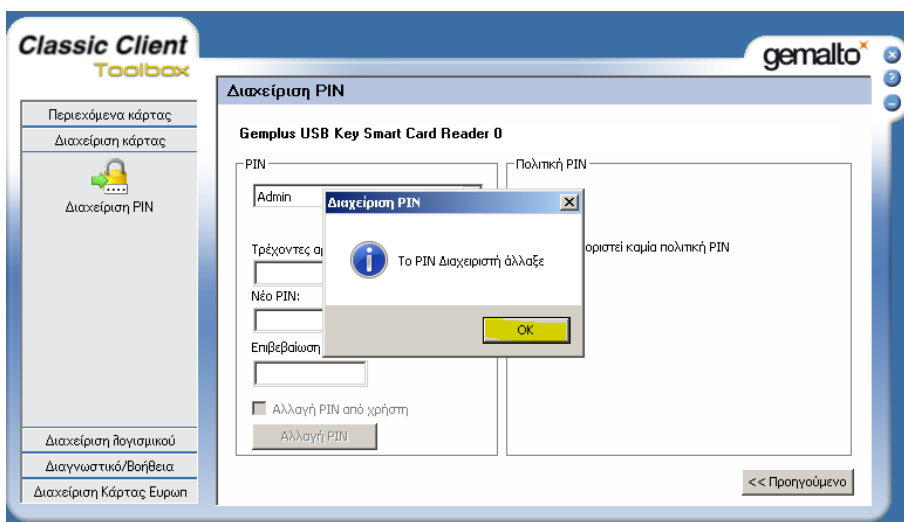 Classic Client
Toolbox
gemalto
Διαχείριση PIN
Περιεχόμενα κάρτας
Διαχείριση κάρτας
Διαχείριση PIN
Διαχείριση λογισμικού
Διαγνωστικό/Βοήθεια
Διαχείριση Κάρτας Ευρωπ
Gemplus USB Key Smart Card Reader 0
PIN
Admin
Τρέχοντες
Νέο PIN:
Επιβεβαίωση
Αλλαγή PIN από χρήστη
Αλλαγή PIN
Πολιτική PIN
οριστεί καμία πολιτική PIN
Διαχείριση PIN
Το PIN Διαχειριστή άλλαξε
OK
<< Προηγούμενο